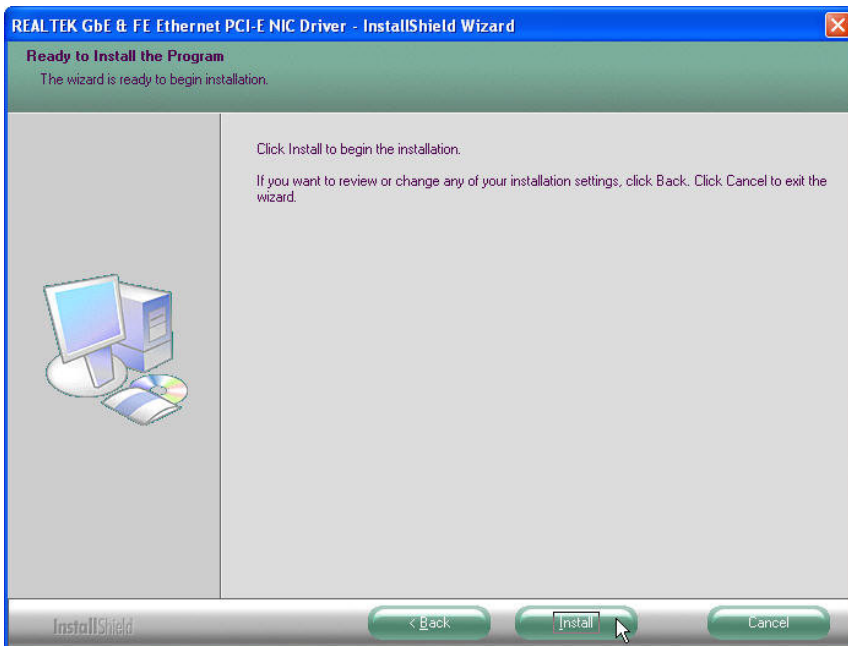 REALTEK GbE & FE Ethernet PCI-E NIC Driver - InstallShield Wizard
Ready to Install the Program
The wizard is ready to begin installation.
Click Install to begin the installation.
If you want to review or change any of your installation settings, click Back. Click Cancel to exit the
wizard.
InstallShield
< Back
Install
Cancel